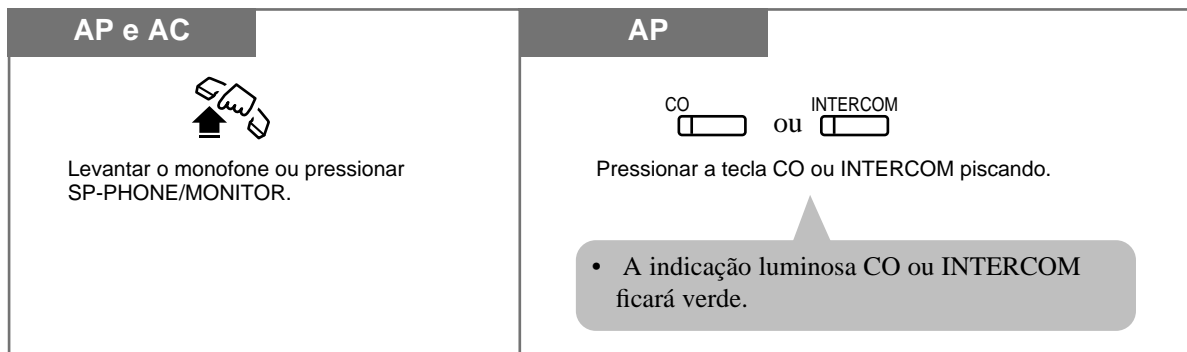 AP e AC
Levantar o monofone ou pressionar
SP-PHONE/MONITOR.
AP
CO ou INTERCOM
Pressionar a tecla CO ou INTERCOM piscando.
• A indicação luminosa CO ou INTERCOM
ficará verde.